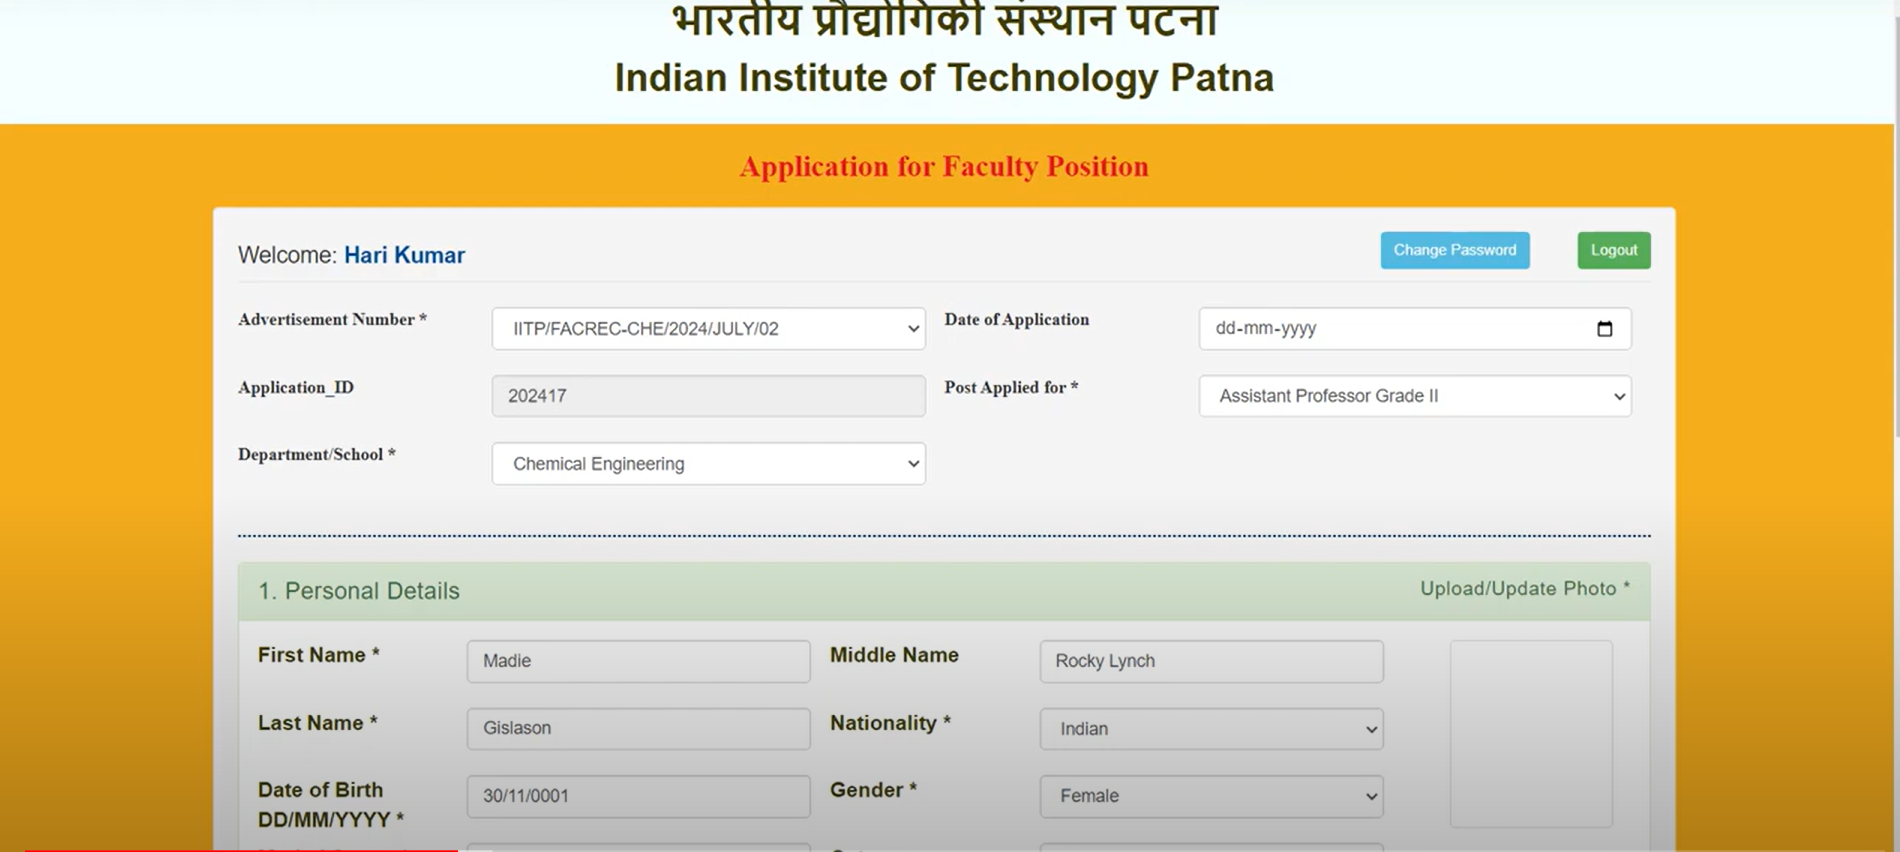 भारतीय प्रौद्योगिकी संस्थान पटना
Indian Institute of Technology Patna
Application for Faculty Position
Welcome: Hari Kumar
Change Password
Logout
Advertisement Number *
IITP/FACREC-CHE/2024/JULY/02
Date of Application
dd-mm-yyyy
Application_ID
202417
Post Applied for *
Assistant Professor Grade II
Department/School *
Chemical Engineering
1. Personal Details
Upload/Update Photo *
First Name *
Madie
Middle Name
Rocky Lynch
Last Name *
Gislason
Nationality *
Indian
Date of Birth
DD/MM/YYYY *
30/11/0001
Gender *
Female